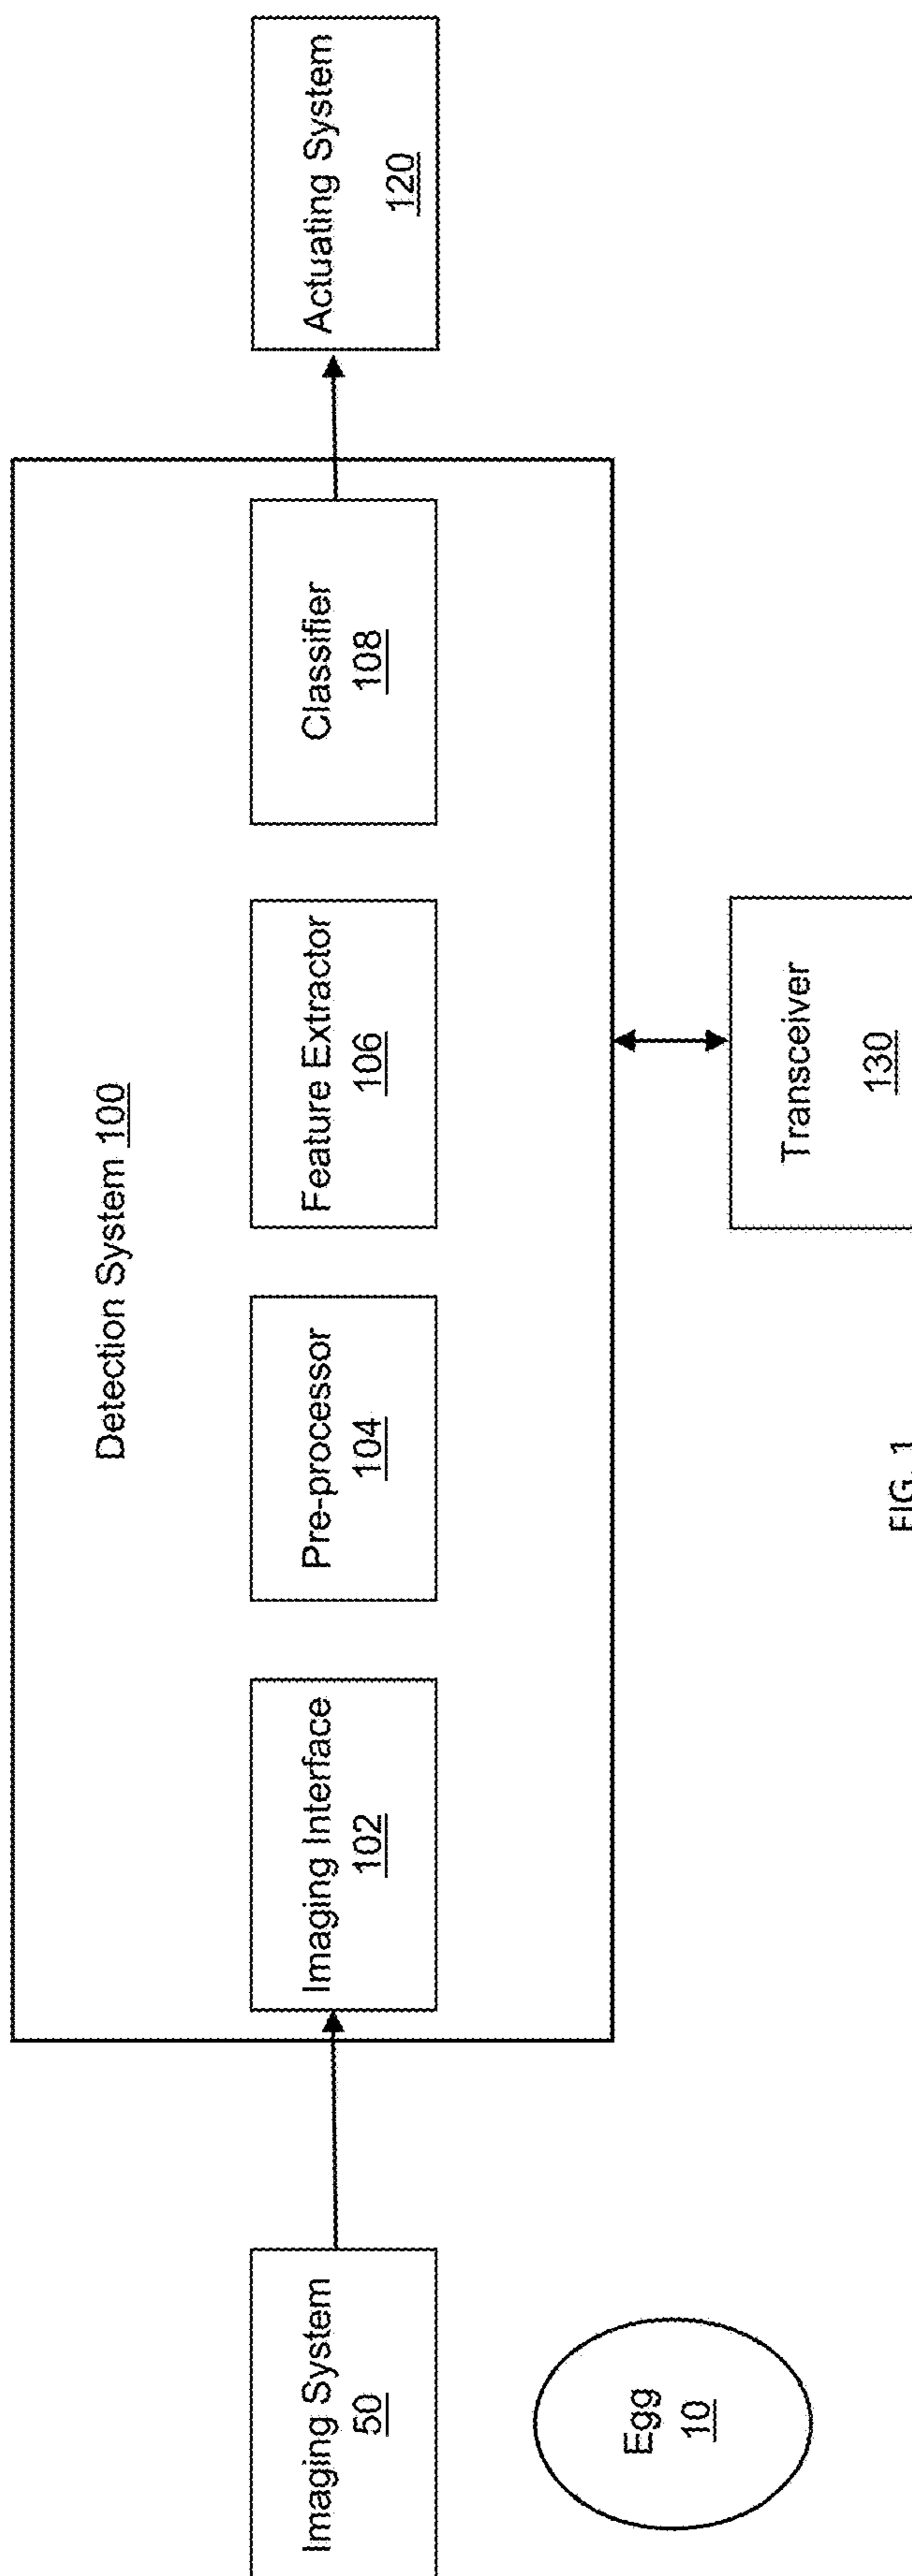 Detection System 100
Imaging System
50
Imaging Interface
102
Pre-processor
104
Feature Extractor
106
Classifier
108
Actuating System
120
Egg
10
Transceiver
130
FIG. 1